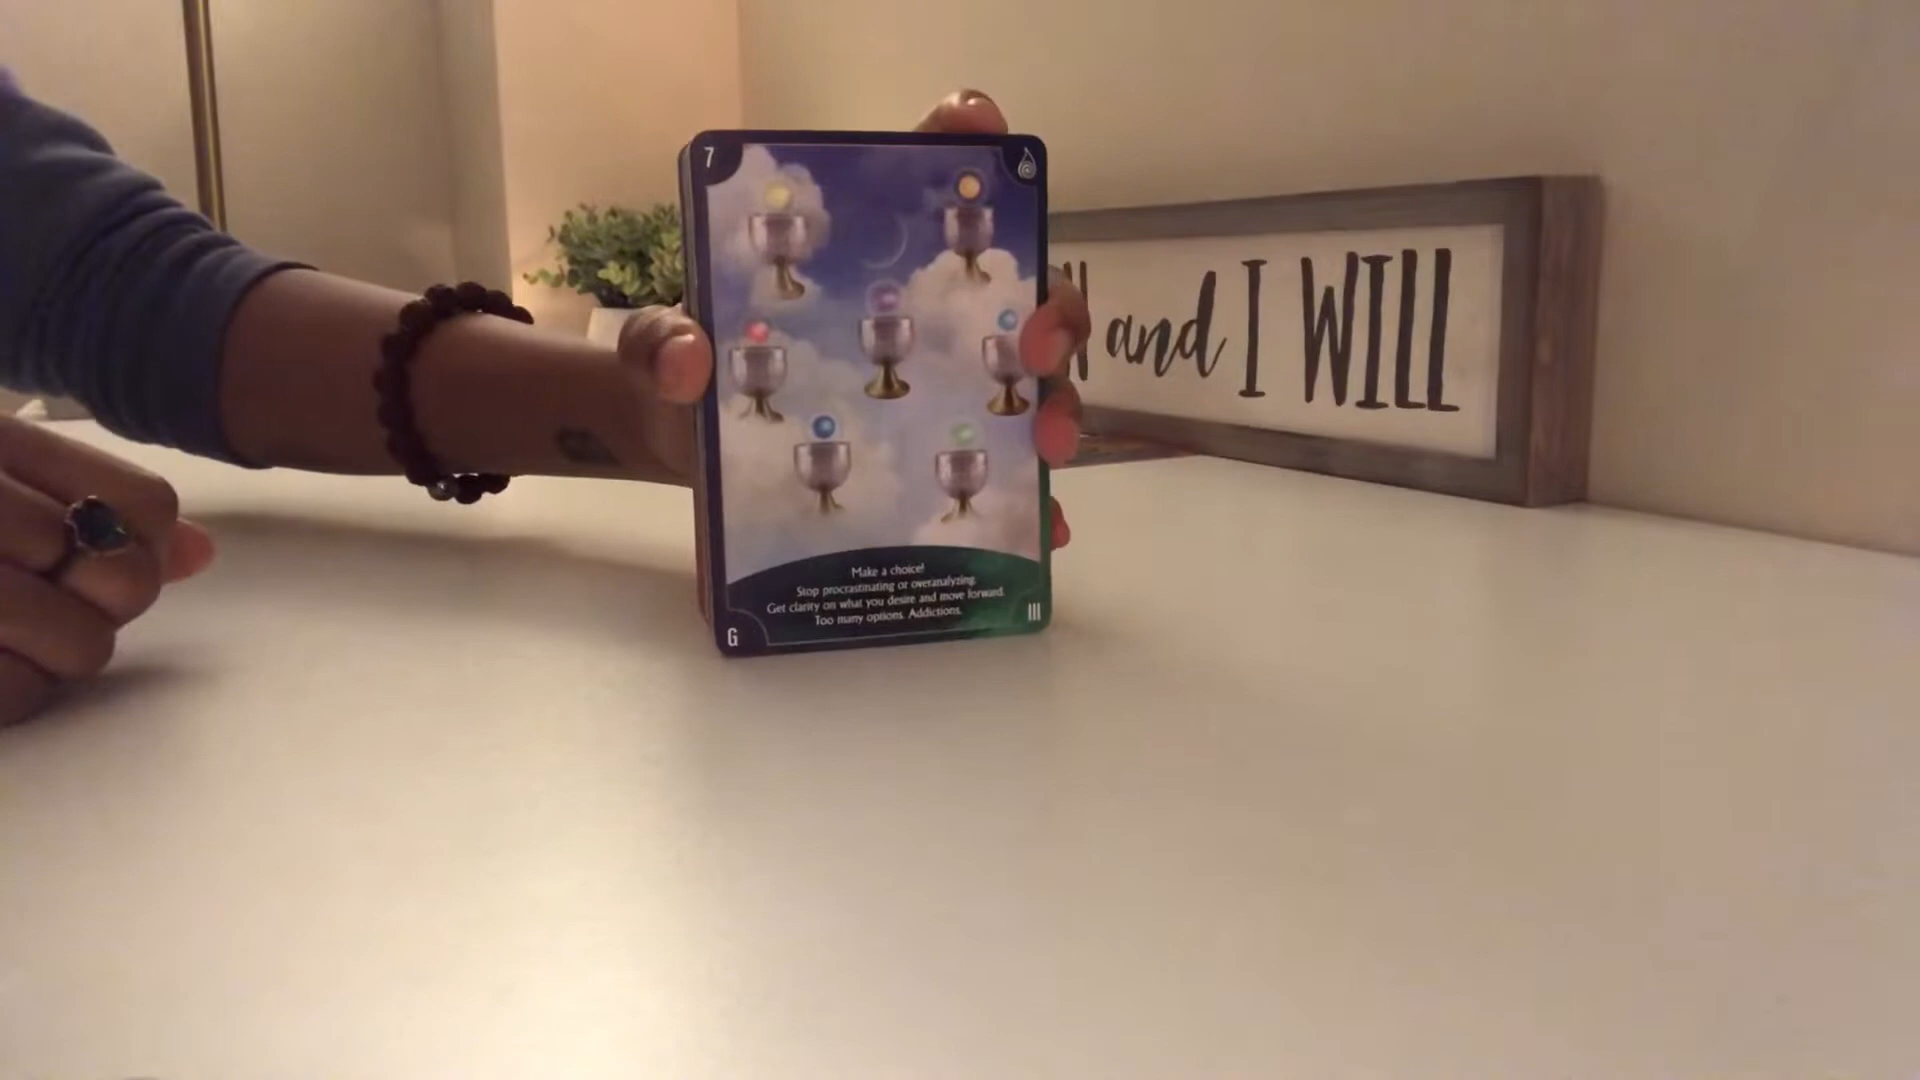 7
Make a choice!
Stop procrastinating or overanalyzing.
Get clarity on what you desire and move forward.
Too many options. Addictions.
G
III
and I WILL